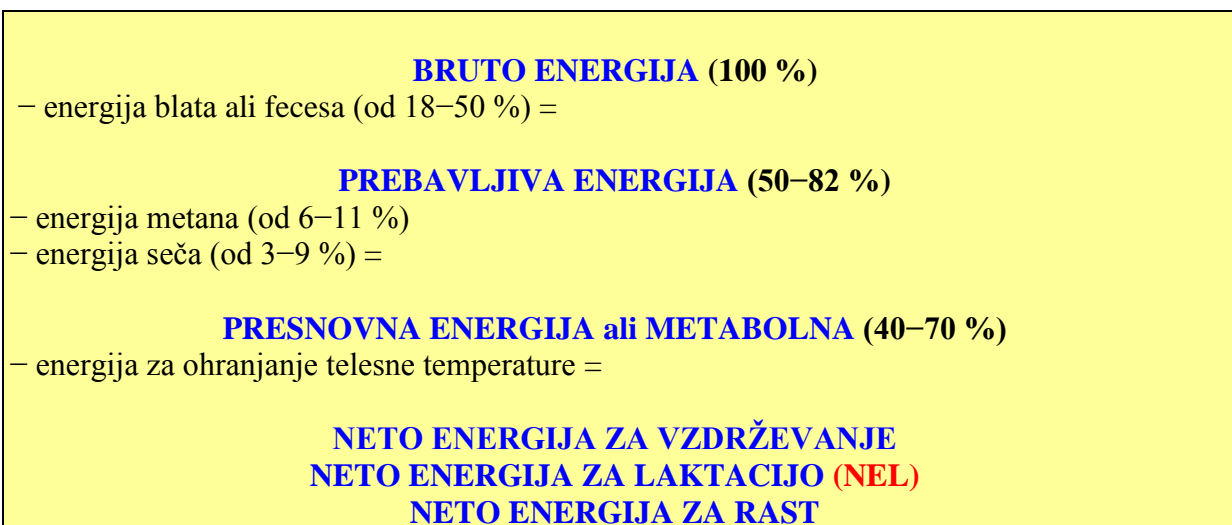 BRUTO ENERGIJA (100 %)
− energija blata ali fecesa (od 18−50 %) =
PREBAVLJIVA ENERGIJA (50−82 %)
− energija metana (od 6−11 %)
− energija seča (od 3−9 %) =
PRESNOVNA ENERGIJA ali METABOLNA (40−70 %)
− energija za ohranjanje telesne temperature =
NETO ENERGIJA ZA VZDRŽEVANJE
NETO ENERGIJA ZA LAKTACIJO (NEL)
NETO ENERGIJA ZA RAST